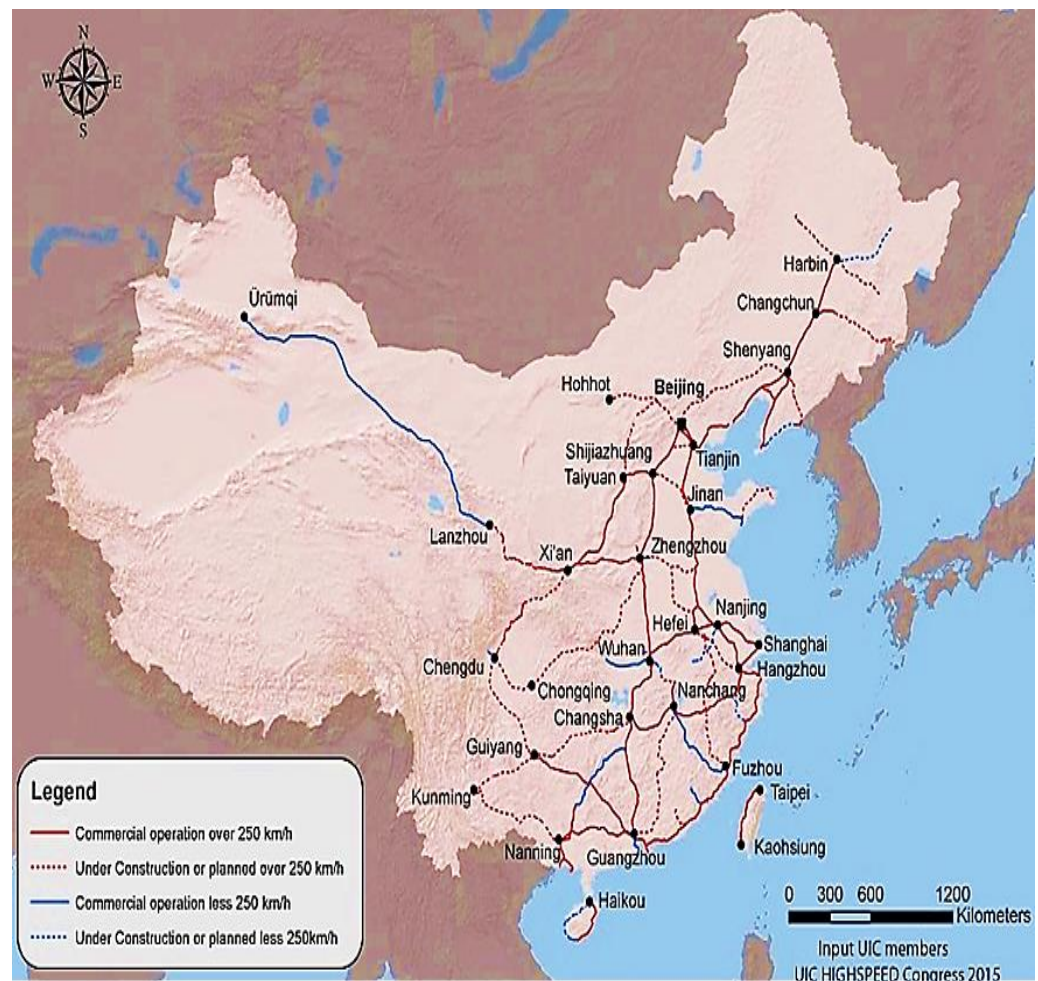 N
W E
S
Ürümqi
Harbin
Changchun
Shenyang
Hohhot
Beijing
Shijiazhuang
Tianjin
Taiyuan
Jinan
Lanzhou
Xi'an
Zhengzhou
Nanjing
Hefei
Shanghai
Wuhan
Hangzhou
Chengdu
Chongqing
Nanchang
Changsha
Guiyang
Fuzhou
Kunming
Taipei
Nanning
Guangzhou
Kaohsiung
Haikou
Legend
Commercial operation over 250 km/h
Under Construction or planned over 250 km/h
Commercial operation less 250 km/h
Under Construction or planned less 250km/h
0 300 600 1200
Kilometers
Input UIC members
UIC HIGHSPEED Congress 2015